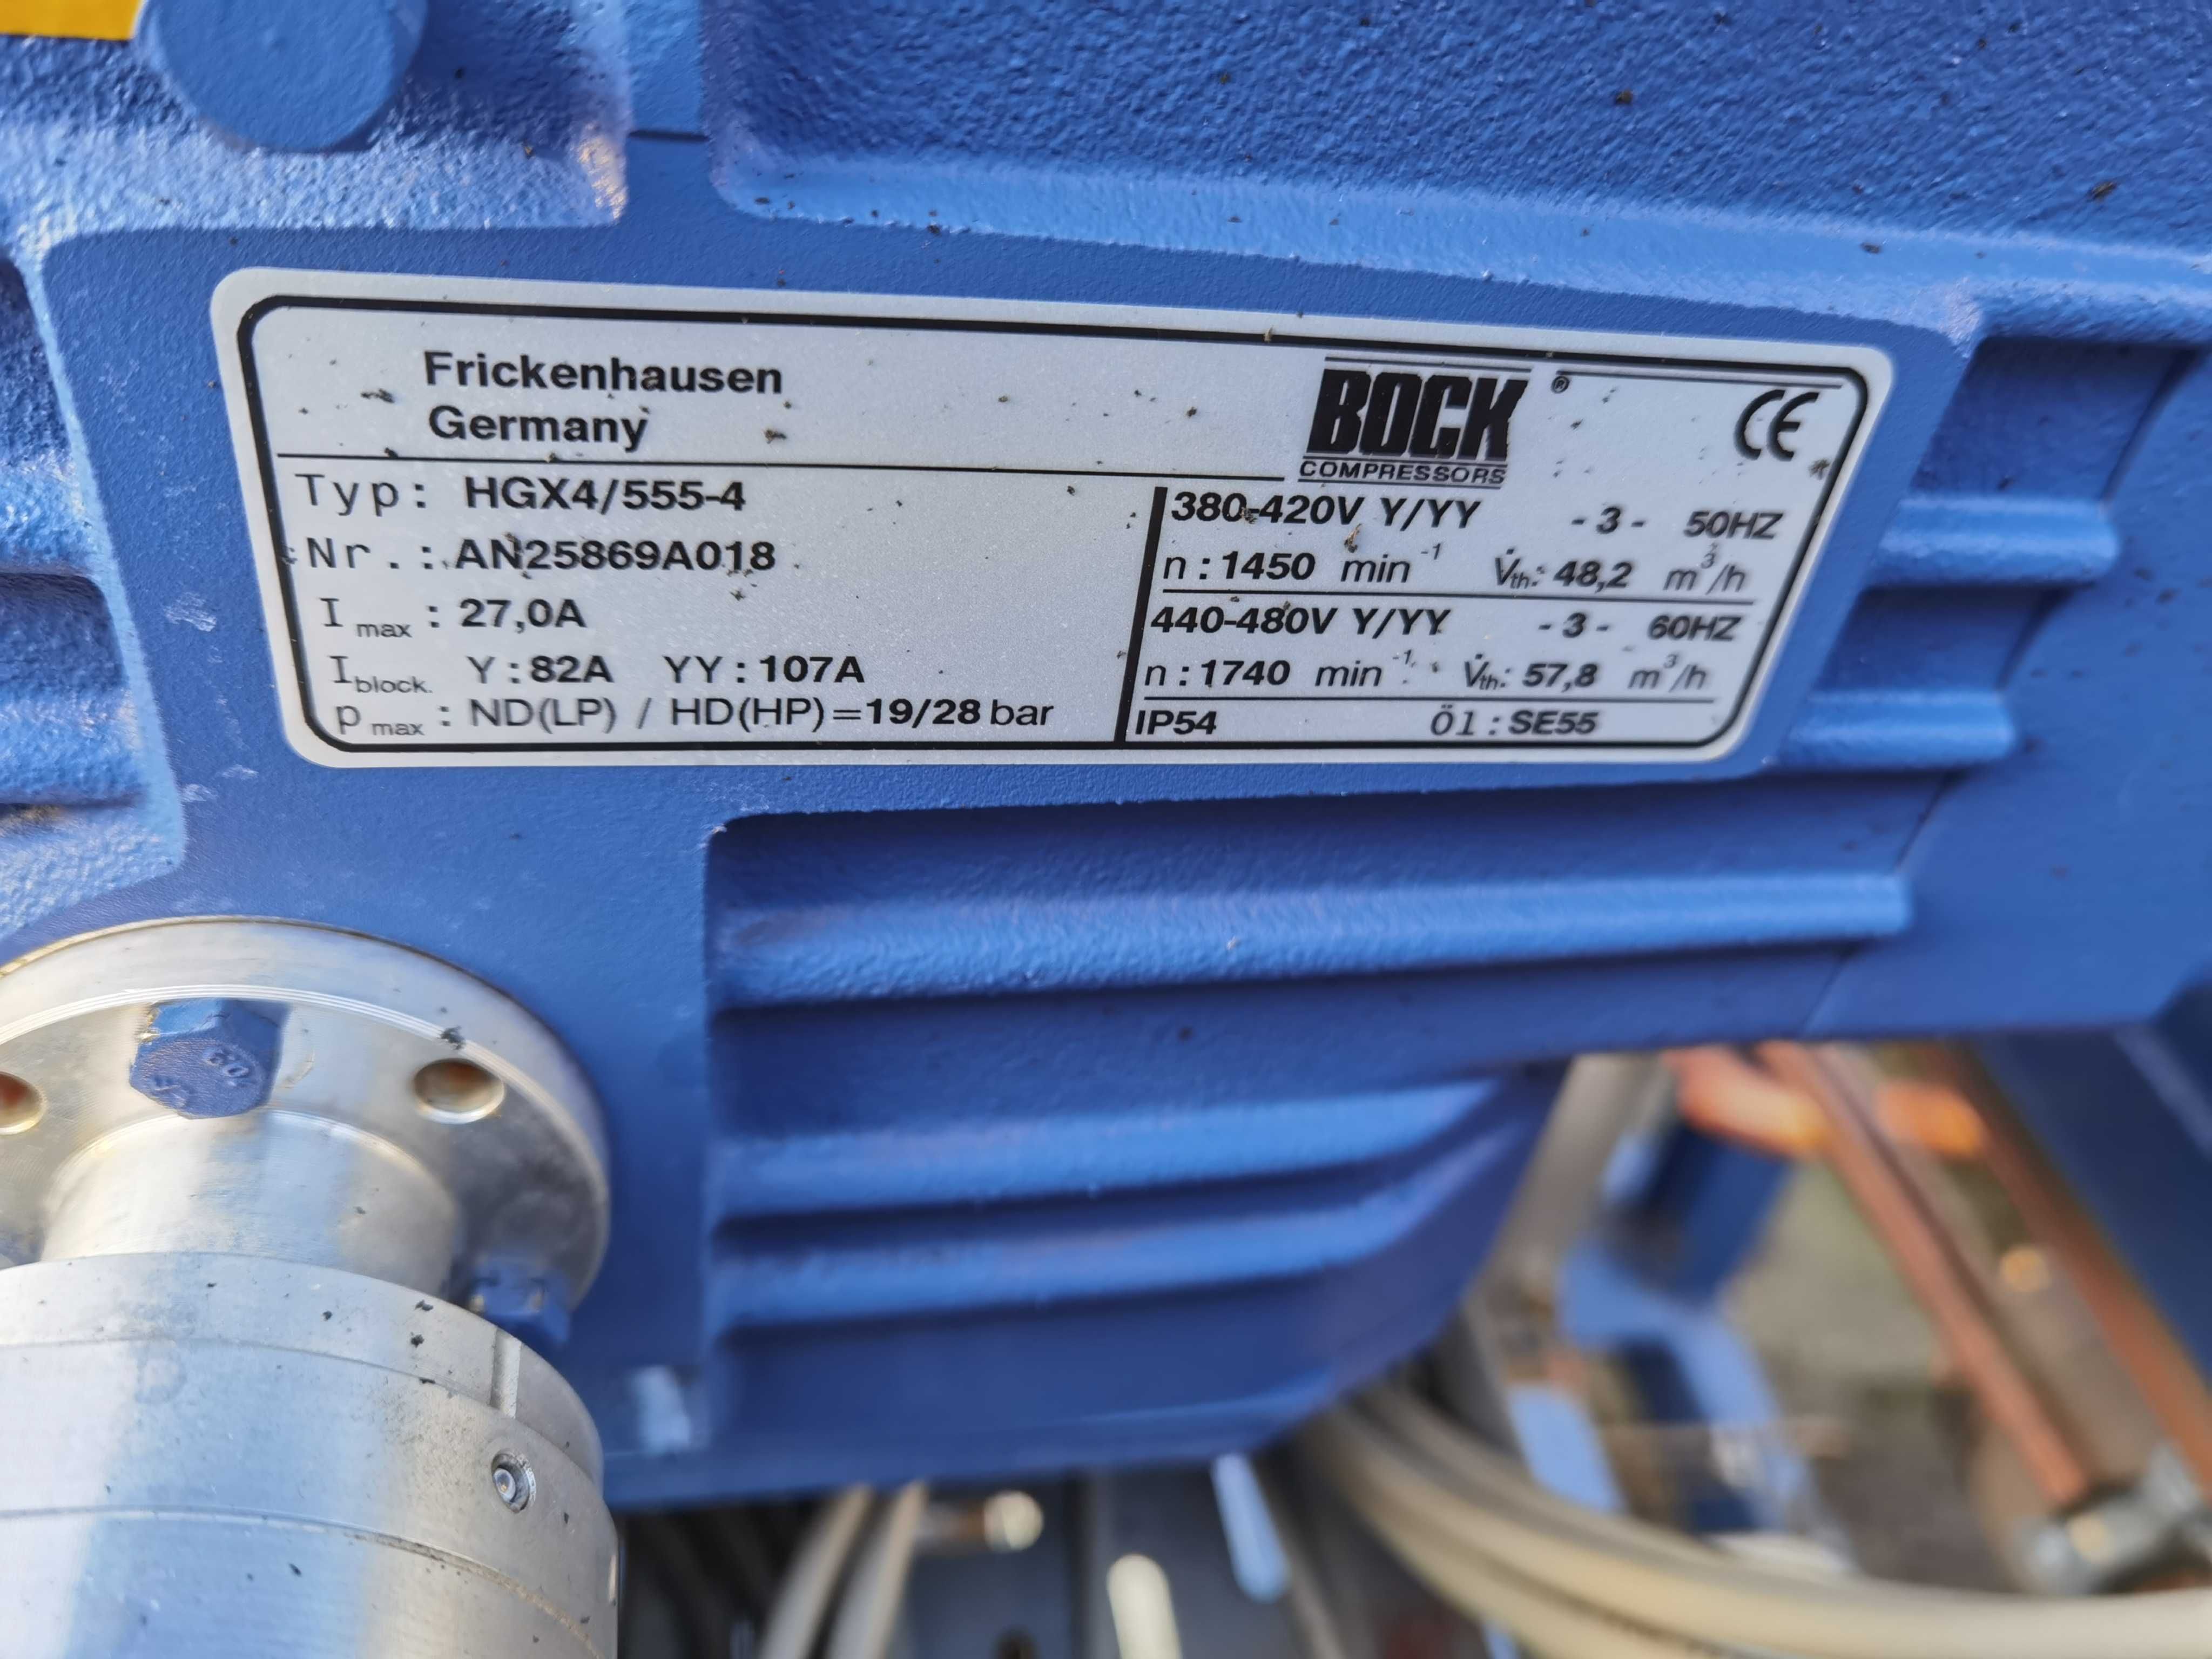 Frickenhausen
Germany
BOCK®
COMPRESSORS
CE
Typ: HGX4/555-4
Nr.: AN25869A018
I max : 27,0A
I block. Y:82A YY:107A
p max : ND(LP) / HD(HP)=19/28 bar
380-420V Y/YY -3- 50HZ
n:1450 min⁻¹ V̇th: 48,2 m³/h
440-480V Y/YY -3- 60HZ
n:1740 min⁻¹ V̇th: 57,8 m³/h
IP54 Öl:SE55